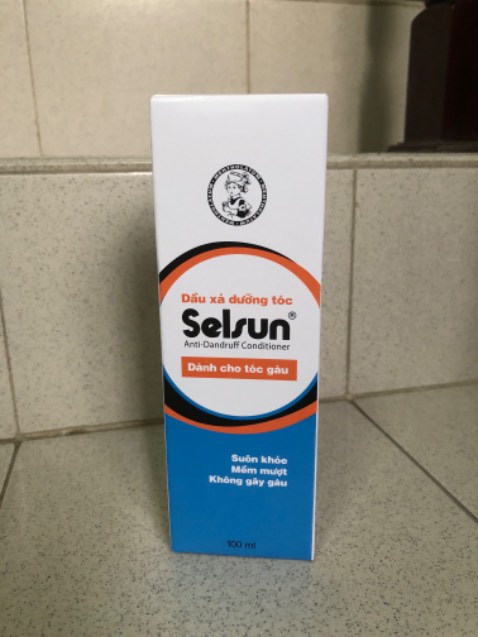 MENTHOLATUM
Dầu xả dưỡng tóc
Selsun®
Anti-Dandruff Conditioner
Dành cho tóc gàu
Suôn khỏe
Mềm mượt
Không gây gàu
100 ml